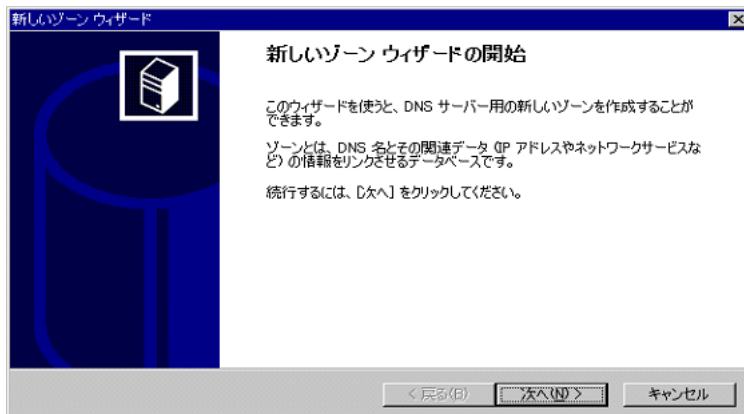 新しいゾーン ウィザード
新しいゾーン ウィザードの開始
このウィザードを使うと、DNS サーバー用の新しいゾーンを作成することが
できます。
ゾーンとは、DNS 名とその関連データ (IP アドレスやネットワークサービスな
ど) の情報をリンクさせるデータベースです。
続行するには、[次へ] をクリックしてください。
< 戻る(B)
次へ(N) >
キャンセル